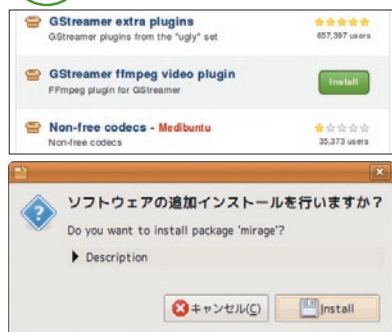 GStreamer extra plugins
GStreamer plugins from the "ugly" set
657,397 users
GStreamer ffmpeg video plugin
FFmpeg plugin for GStreamer
Install
Non-free codecs - Medibuntu
Non-free codecs
35,373 users
ソフトウェアの追加インストールを行いますか？
Do you want to install package 'mirage'?
Description
キャンセル(C)
Install